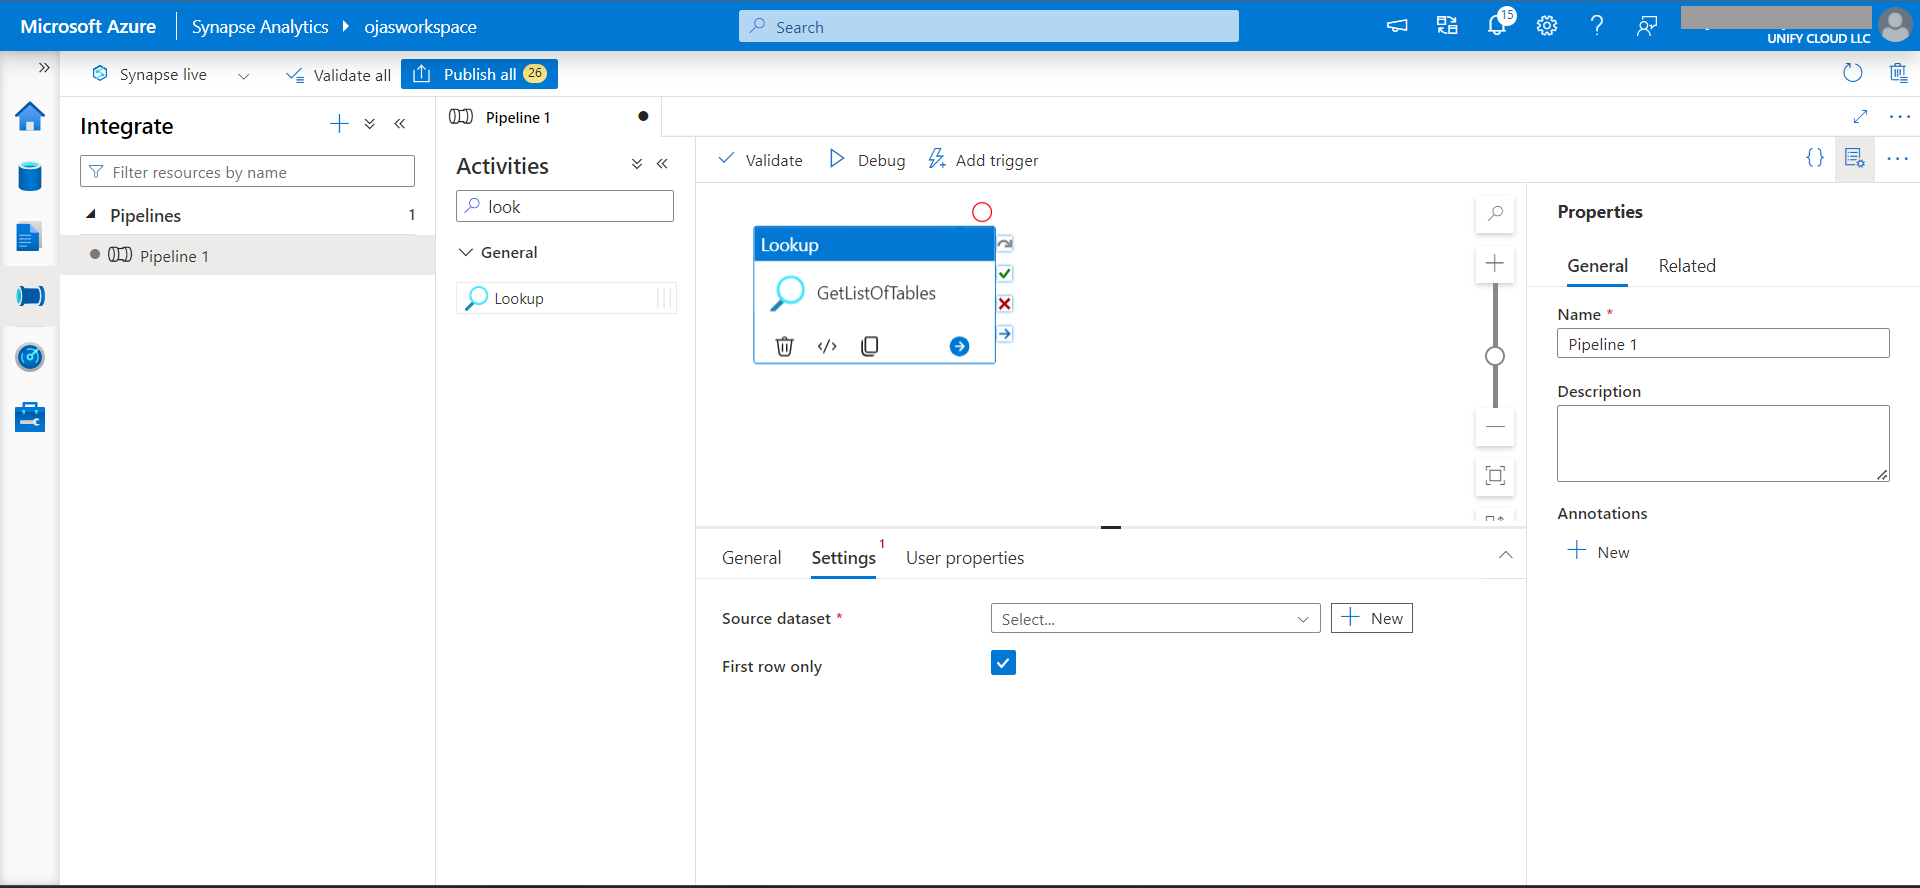 Microsoft Azure
Synapse Analytics
ojasworkspace
Search
15
UNIFY CLOUD LLC
Synapse live
Validate all
Publish all 26
Integrate
Filter resources by name
Pipelines 1
Pipeline 1
Pipeline 1
Activities
look
General
Lookup
Validate
Debug
Add trigger
Lookup
GetListOfTables
General
Settings 1
User properties
Source dataset *
Select...
New
First row only
Properties
General
Related
Name *
Pipeline 1
Description
Annotations
New